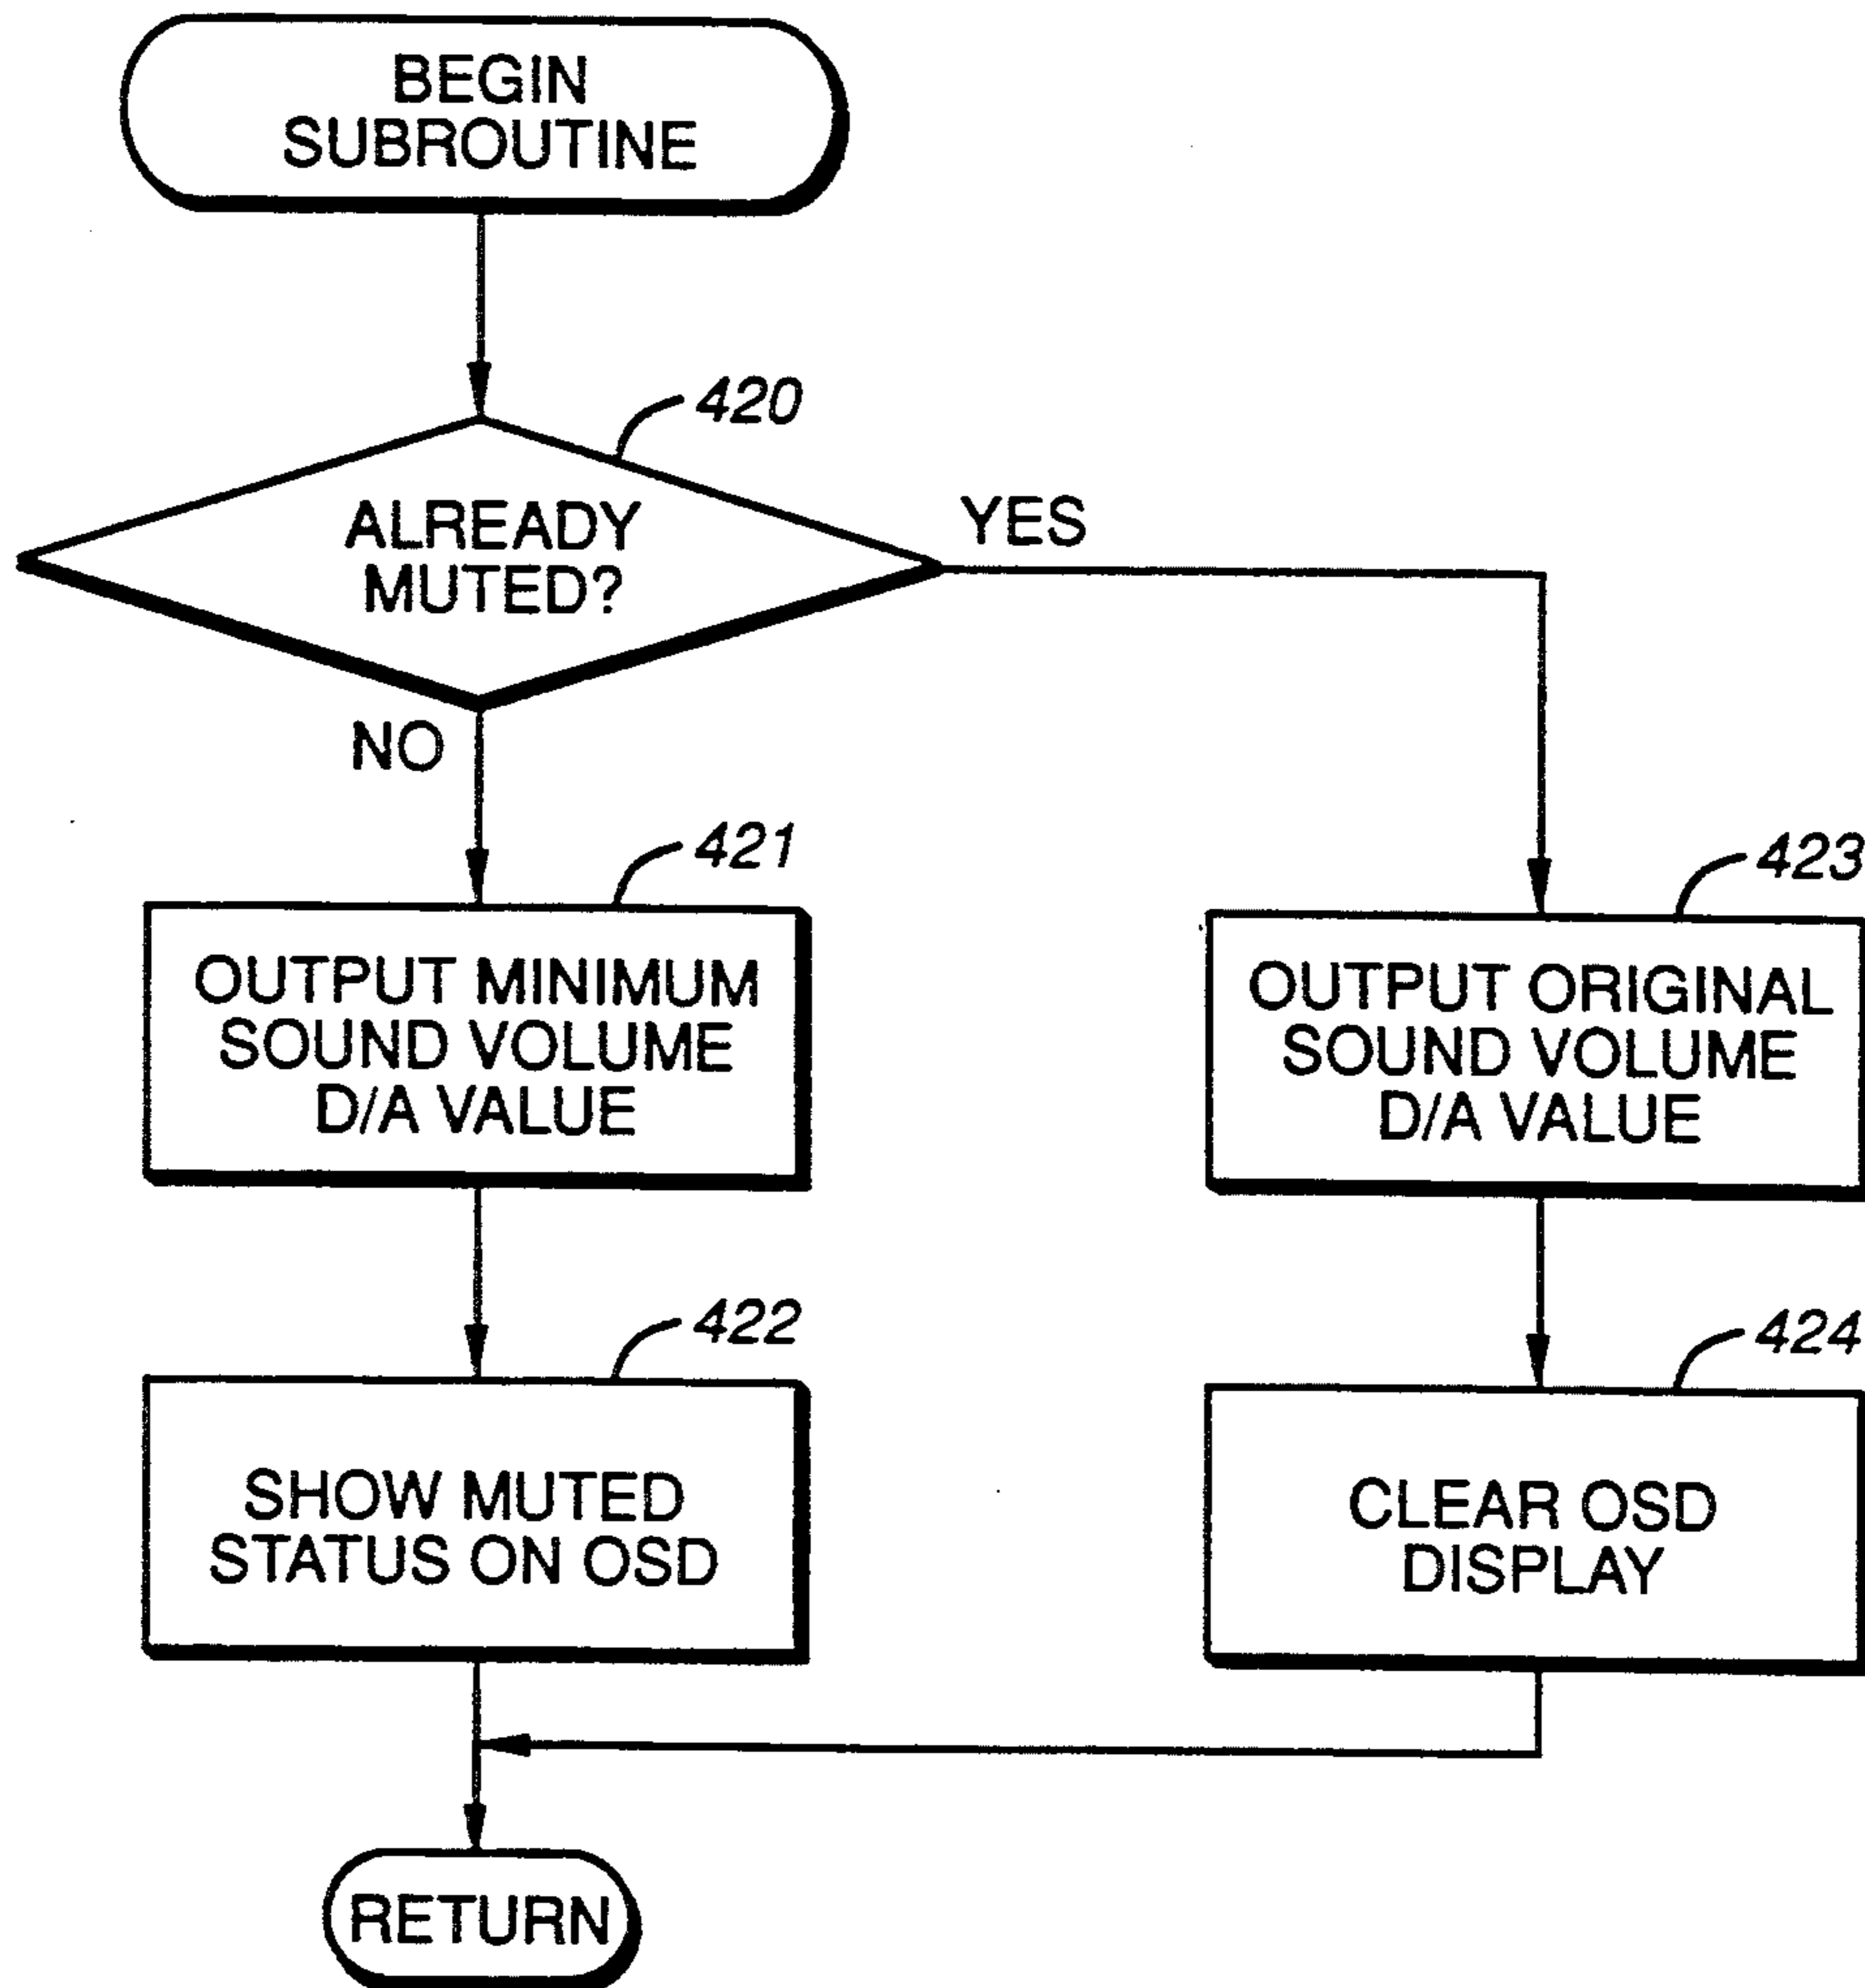 BEGIN
SUBROUTINE
420
ALREADY
MUTED?
YES
NO
421
OUTPUT MINIMUM
SOUND VOLUME
D/A VALUE
423
OUTPUT ORIGINAL
SOUND VOLUME
D/A VALUE
422
SHOW MUTED
STATUS ON OSD
424
CLEAR OSD
DISPLAY
RETURN